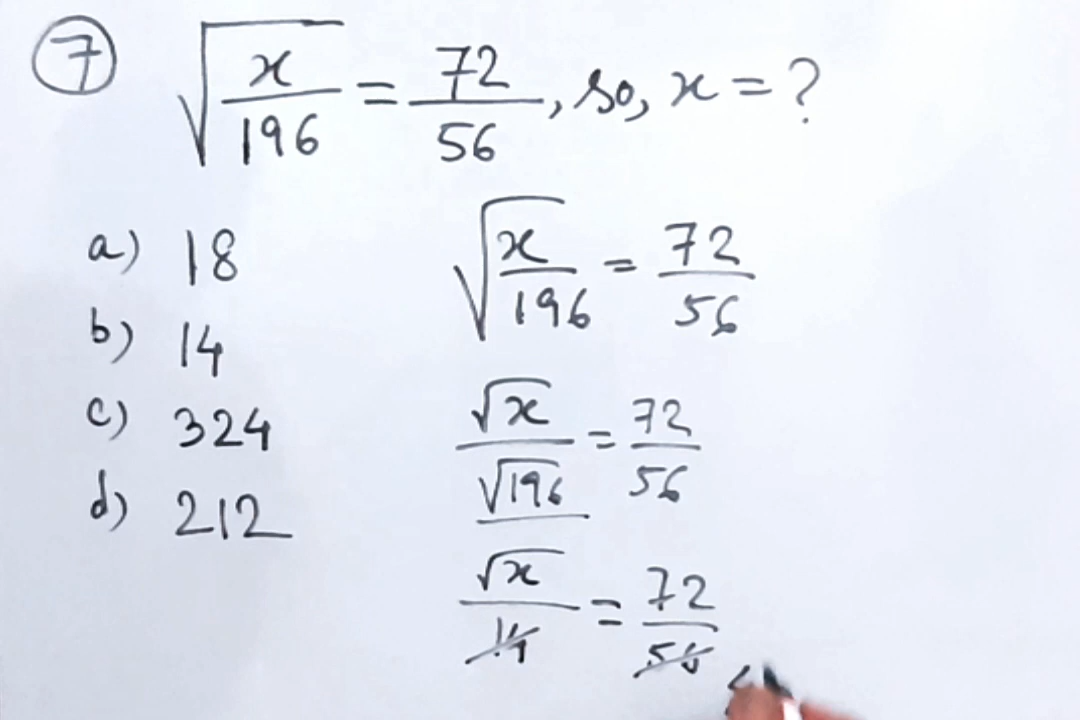 ⑦ √(x/196) = 72/56, so, x = ?
a) 18
b) 14
c) 324
d) 212
√(x/196) = 72/56
√x/√196 = 72/56
√x/14 = 72/56